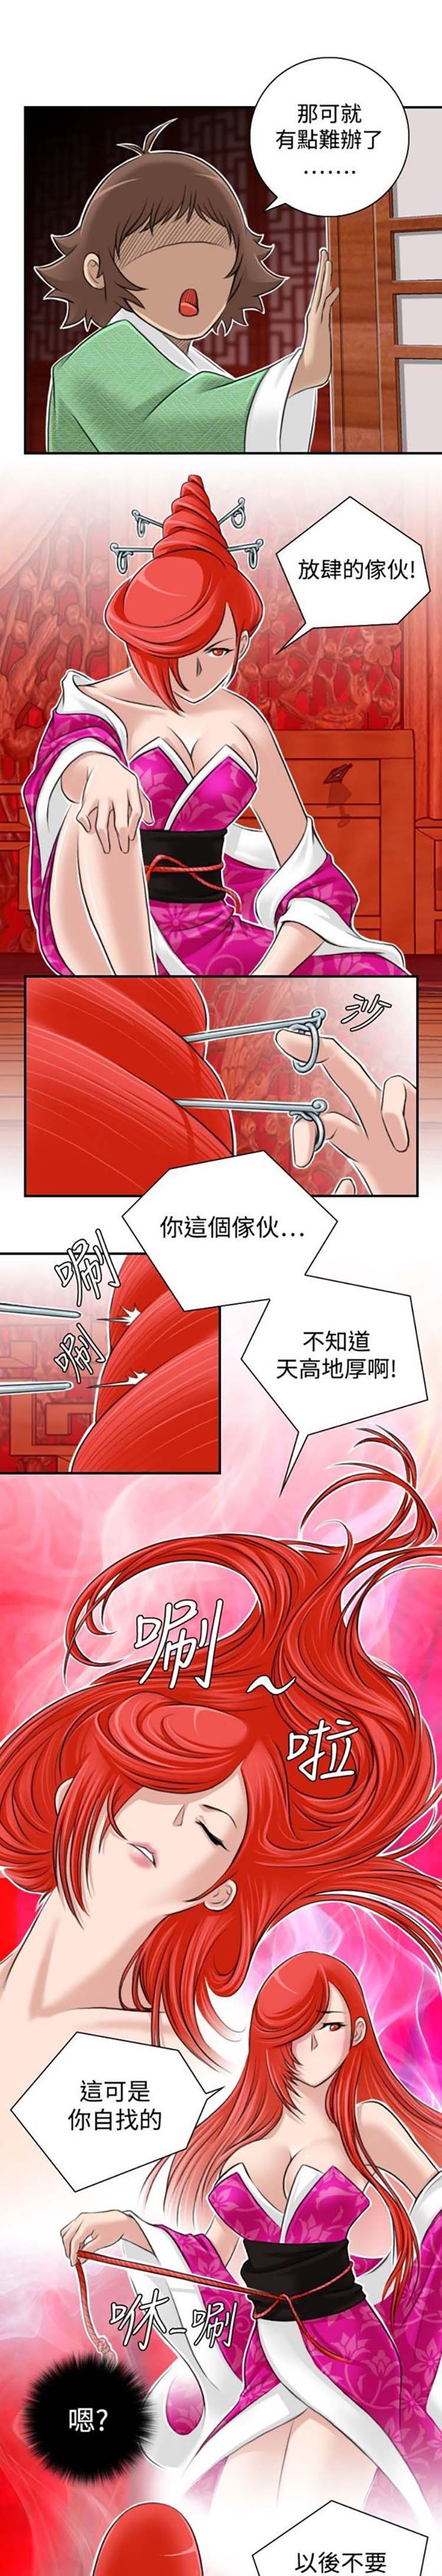 那可就
有點難辦了
.......
放肆的傢伙!
沙
你這個傢伙...
唰
唰
不知道
天高地厚啊!
唰~
啦
這可是
你自找的
咻-唰
嗯?
以後不要